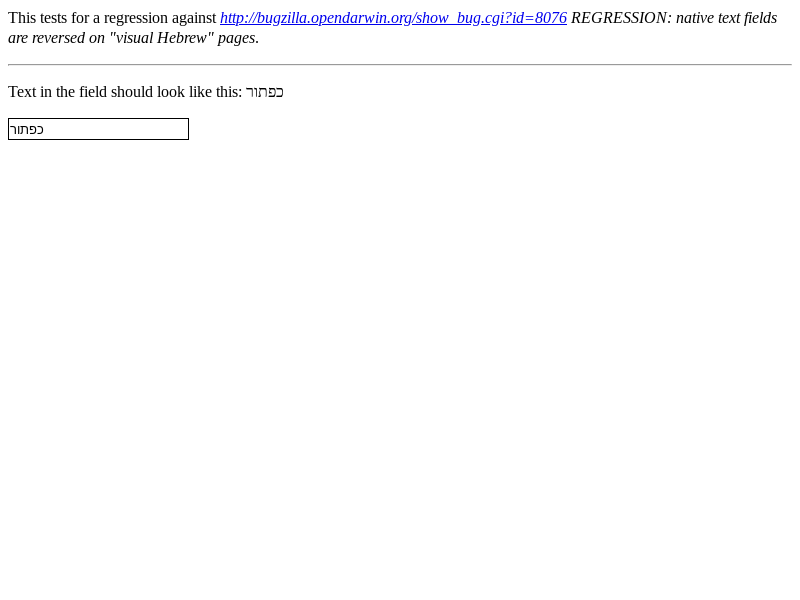 This tests for a regression against http://bugzilla.opendarwin.org/show_bug.cgi?id=8076 REGRESSION: native text fields
are reversed on "visual Hebrew" pages.
Text in the field should look like this: כפתור
כפתור